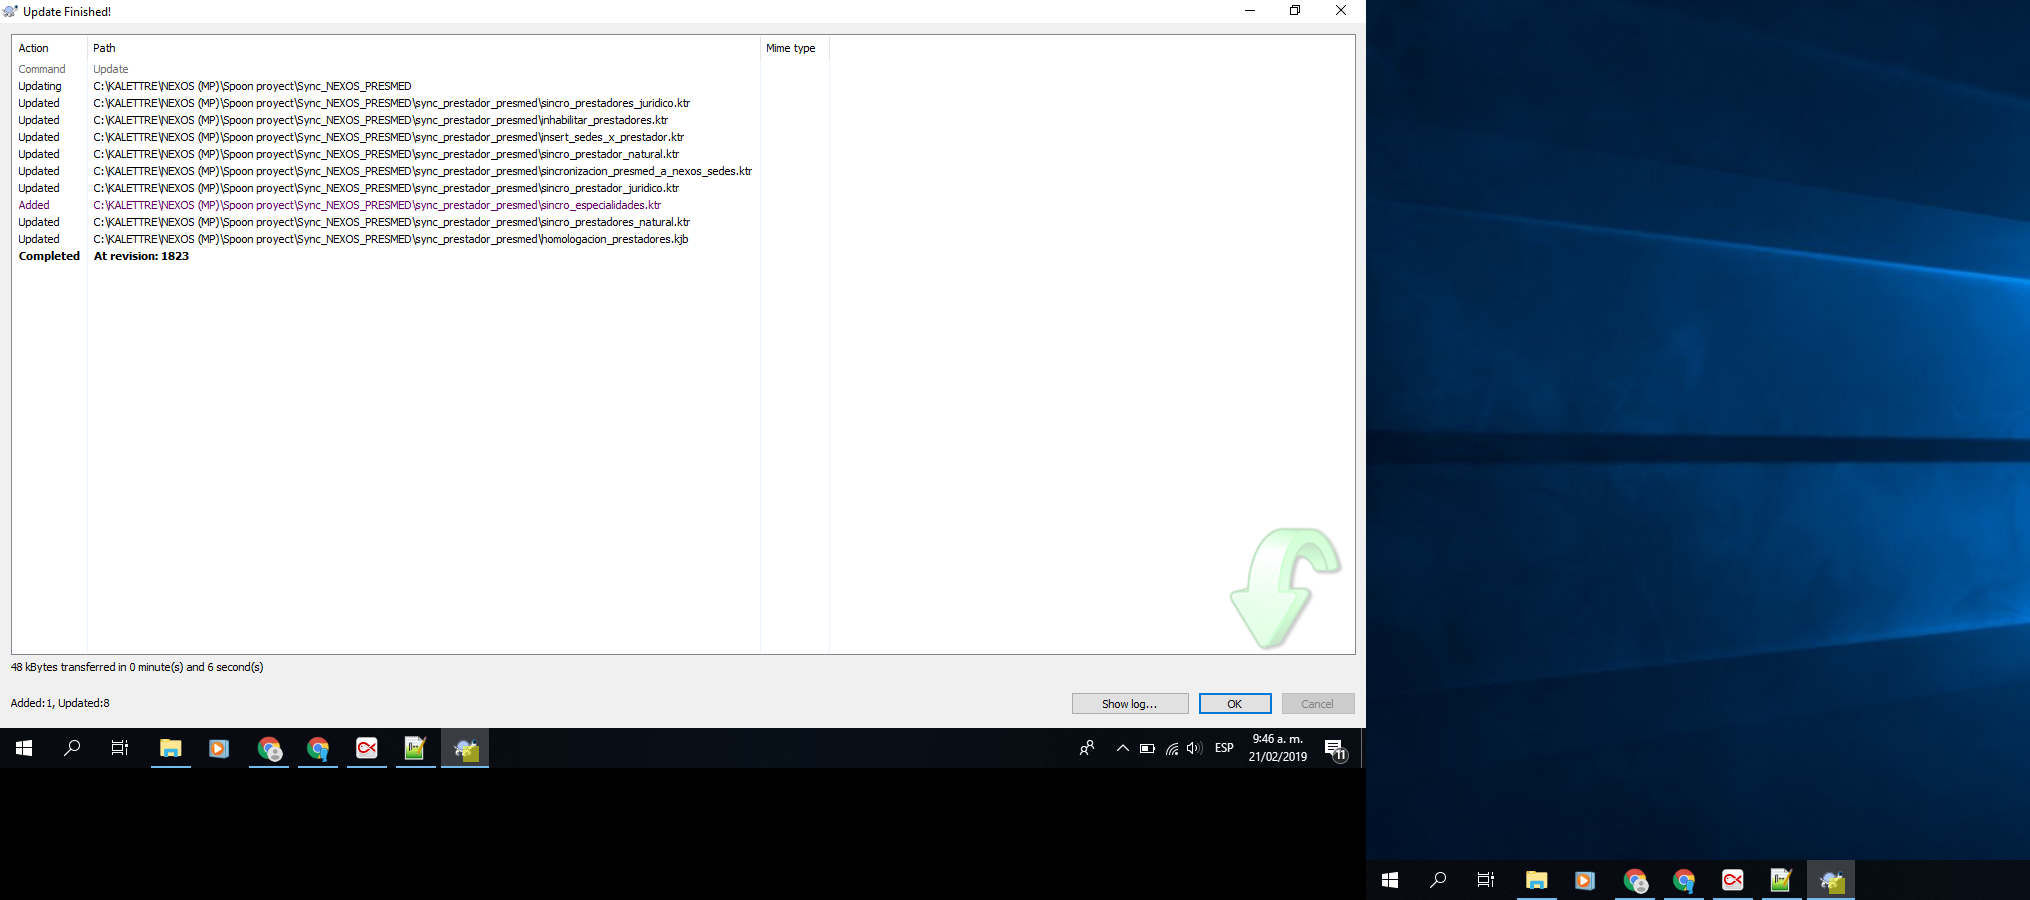 Update Finished!
Action Path Mime type
Command Update
Updating C:\KALETTRE\NEXOS (MP)\Spoon proyect\Sync_NEXOS_PRESMED
Updated C:\KALETTRE\NEXOS (MP)\Spoon proyect\Sync_NEXOS_PRESMED\sync_prestador_presmed\sincro_prestadores_juridico.ktr
Updated C:\KALETTRE\NEXOS (MP)\Spoon proyect\Sync_NEXOS_PRESMED\sync_prestador_presmed\inhabilitar_prestadores.ktr
Updated C:\KALETTRE\NEXOS (MP)\Spoon proyect\Sync_NEXOS_PRESMED\sync_prestador_presmed\insert_sedes_x_prestador.ktr
Updated C:\KALETTRE\NEXOS (MP)\Spoon proyect\Sync_NEXOS_PRESMED\sync_prestador_presmed\sincro_prestador_natural.ktr
Updated C:\KALETTRE\NEXOS (MP)\Spoon proyect\Sync_NEXOS_PRESMED\sync_prestador_presmed\sincronizacion_presmed_a_nexos_sedes.ktr
Updated C:\KALETTRE\NEXOS (MP)\Spoon proyect\Sync_NEXOS_PRESMED\sync_prestador_presmed\sincro_prestador_juridico.ktr
Added C:\KALETTRE\NEXOS (MP)\Spoon proyect\Sync_NEXOS_PRESMED\sync_prestador_presmed\sincro_especialidades.ktr
Updated C:\KALETTRE\NEXOS (MP)\Spoon proyect\Sync_NEXOS_PRESMED\sync_prestador_presmed\sincro_prestadores_natural.ktr
Updated C:\KALETTRE\NEXOS (MP)\Spoon proyect\Sync_NEXOS_PRESMED\sync_prestador_presmed\homologacion_prestadores.kjb
Completed At revision: 1823
48 kBytes transferred in 0 minute(s) and 6 second(s)
Added:1, Updated:8
Show log... OK Cancel
ESP 9:46 a. m.
21/02/2019
11